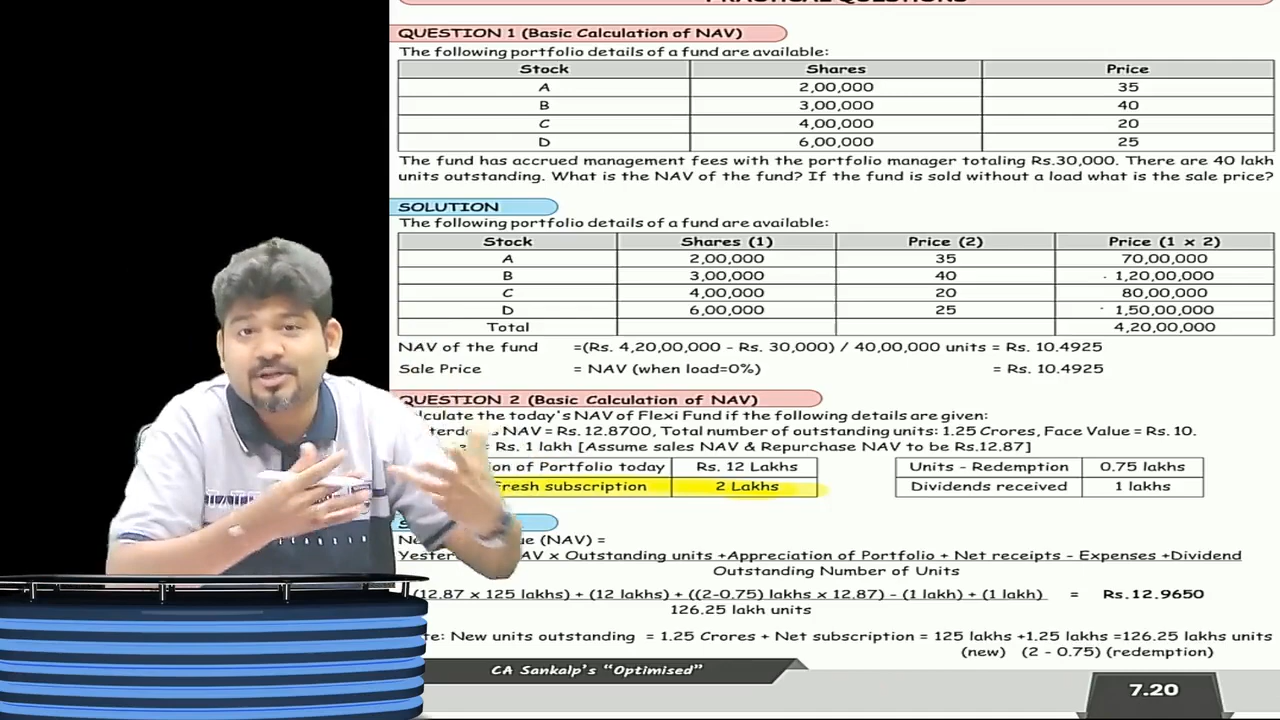 QUESTION 1 (Basic Calculation of NAV)
The following portfolio details of a fund are available:
Stock Shares Price
A 2,00,000 35
B 3,00,000 40
C 4,00,000 20
D 6,00,000 25
The fund has accrued management fees with the portfolio manager totaling Rs.30,000. There are 40 lakh
units outstanding. What is the NAV of the fund? If the fund is sold without a load what is the sale price?
SOLUTION
The following portfolio details of a fund are available:
Stock Shares (1) Price (2) Price (1 x 2)
A 2,00,000 35 70,00,000
B 3,00,000 40 1,20,00,000
C 4,00,000 20 80,00,000
D 6,00,000 25 1,50,00,000
Total 4,20,00,000
NAV of the fund =(Rs. 4,20,00,000 - Rs. 30,000) / 40,00,000 units = Rs. 10.4925
Sale Price = NAV (when load=0%) = Rs. 10.4925
QUESTION 2 (Basic Calculation of NAV)
the today's NAV of Flexi Fund if the following details are given:
NAV = Rs. 12.8700, Total number of outstanding units: 1.25 Crores, Face Value = Rs. 10.
= Rs. 1 lakh [Assume sales NAV & Repurchase NAV to be Rs.12.87]
of Portfolio today Rs. 12 Lakhs Units - Redemption 0.75 lakhs
Fresh subscription 2 Lakhs Dividends received 1 lakhs
(NAV) =
x Outstanding units +Appreciation of Portfolio + Net receipts - Expenses +Dividend
Outstanding Number of Units
(12.87 x 125 lakhs) + (12 lakhs) + ((2-0.75) lakhs x 12.87) - (1 lakh) + (1 lakh) = Rs.12.9650
126.25 lakh units
New units outstanding = 1.25 Crores + Net subscription = 125 lakhs +1.25 lakhs =126.25 lakhs units
(new) (2 - 0.75) (redemption)
CA Sankalp's "Optimised"
7.20